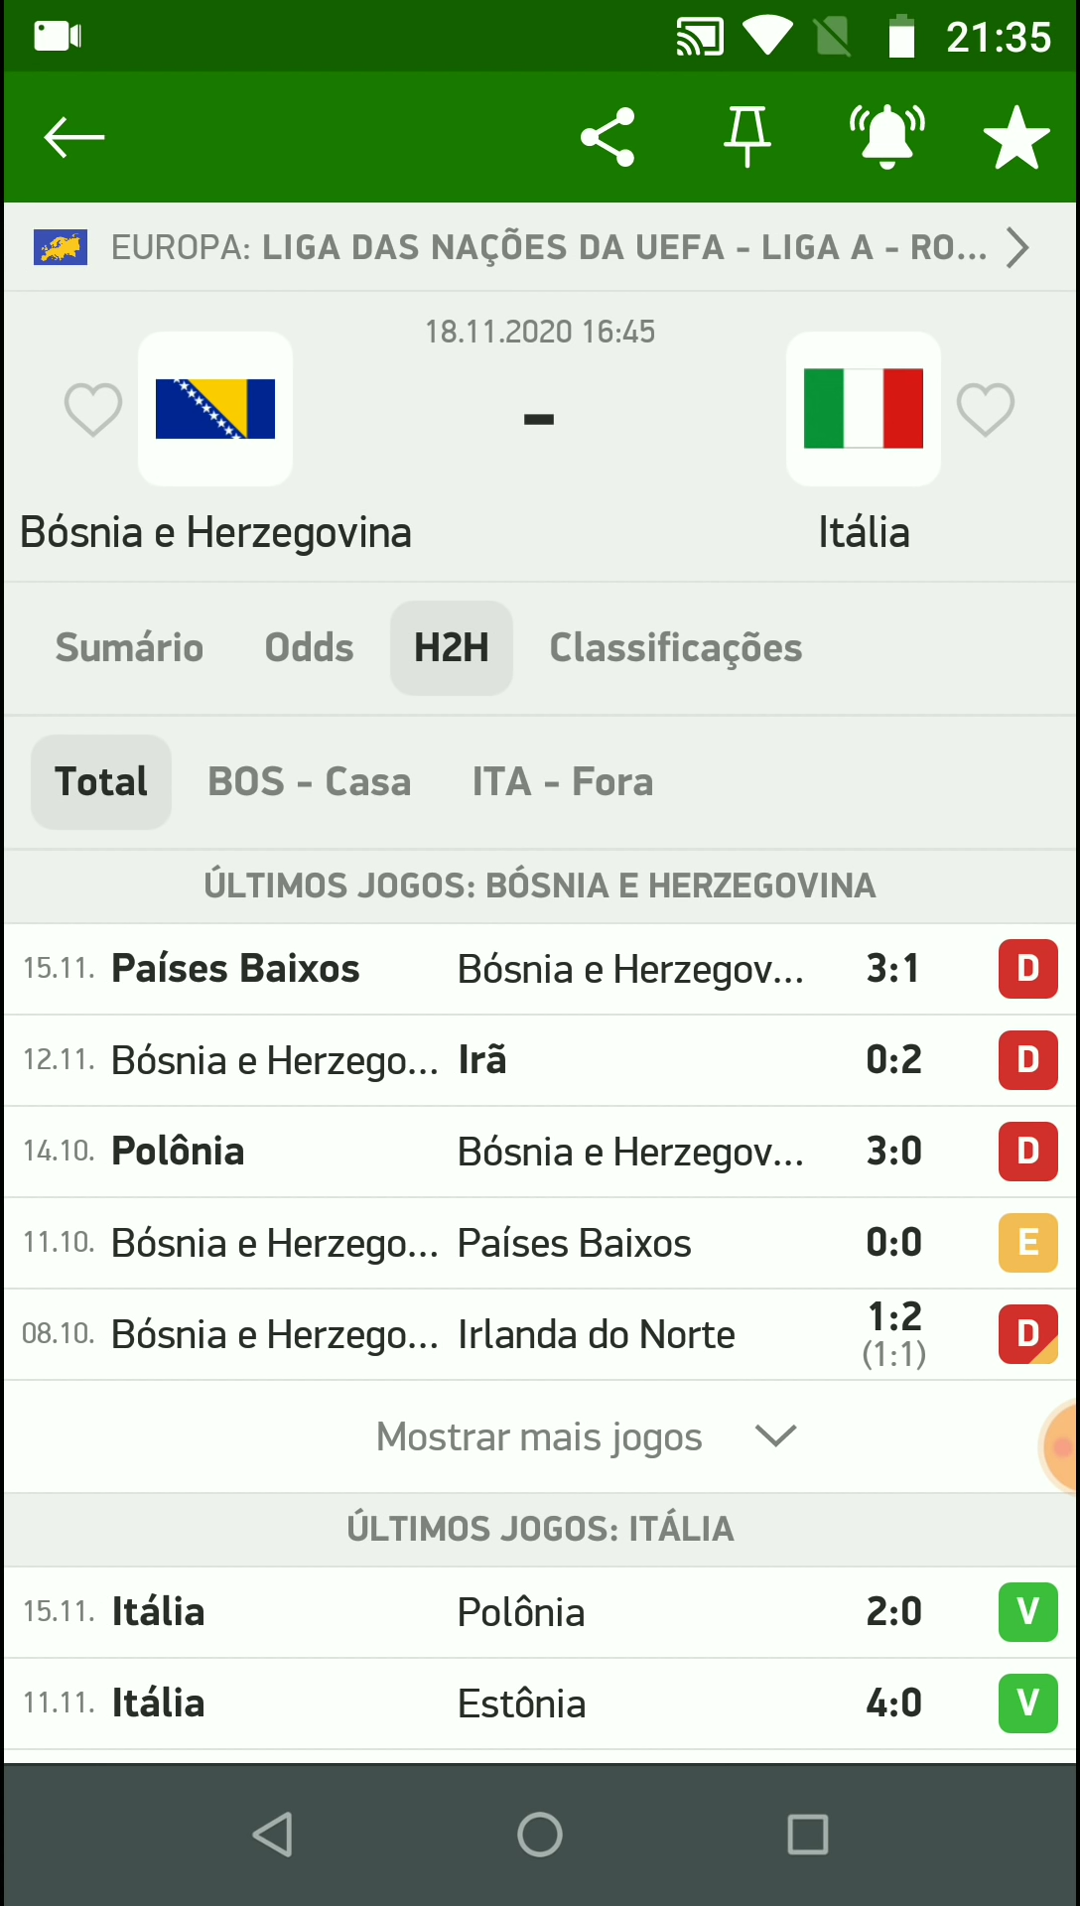 21:35
EUROPA: LIGA DAS NAÇÕES DA UEFA - LIGA A - RO...
18.11.2020 16:45
-
Bósnia e Herzegovina Itália
Sumário Odds H2H Classificações
Total BOS - Casa ITA - Fora
ÚLTIMOS JOGOS: BÓSNIA E HERZEGOVINA
15.11. Países Baixos Bósnia e Herzegov... 3:1 D
12.11. Bósnia e Herzego... Irã 0:2 D
14.10. Polônia Bósnia e Herzegov... 3:0 D
11.10. Bósnia e Herzego... Países Baixos 0:0 E
08.10. Bósnia e Herzego... Irlanda do Norte 1:2 D
(1:1)
Mostrar mais jogos
ÚLTIMOS JOGOS: ITÁLIA
15.11. Itália Polônia 2:0 V
11.11. Itália Estônia 4:0 V